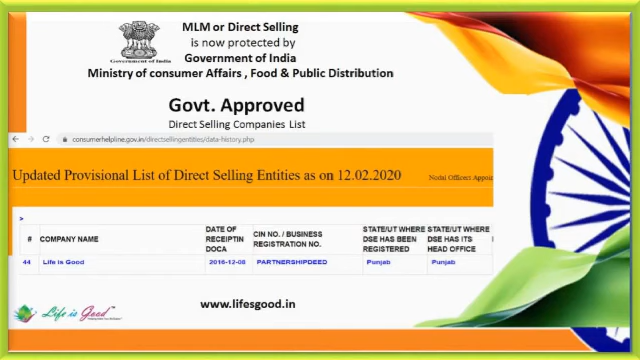 MLM or Direct Selling
is now protected by
Government of India
Ministry of consumer Affairs , Food & Public Distribution
Government of India
Govt. Approved
Direct Selling Companies List
consumerhelpline.gov.in/directsellingentities/data-history.php
Updated Provisional List of Direct Selling Entities as on 12.02.2020
Nodal Officers Appoi
>
# COMPANY NAME DATE OF RECEIPTIN DOCA CIN NO. / BUSINESS REGISTRATION NO. STATE/UT WHERE DSE HAS BEEN REGISTERED STATE/UT WHERE DSE HAS ITS HEAD OFFICE
44 Life is Good 2016-12-08 PARTNERSHIPDEED Punjab Punjab
www.lifesgood.in
Life is Good™